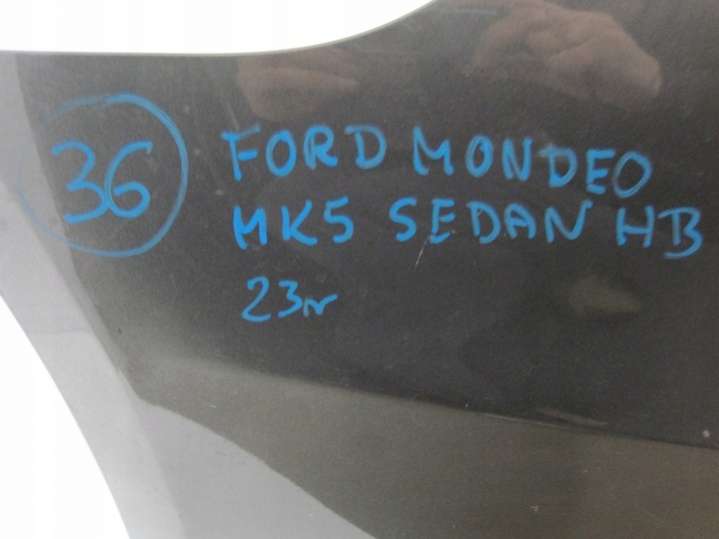 36
FORD MONDEO
MK5 SEDAN HB
23r